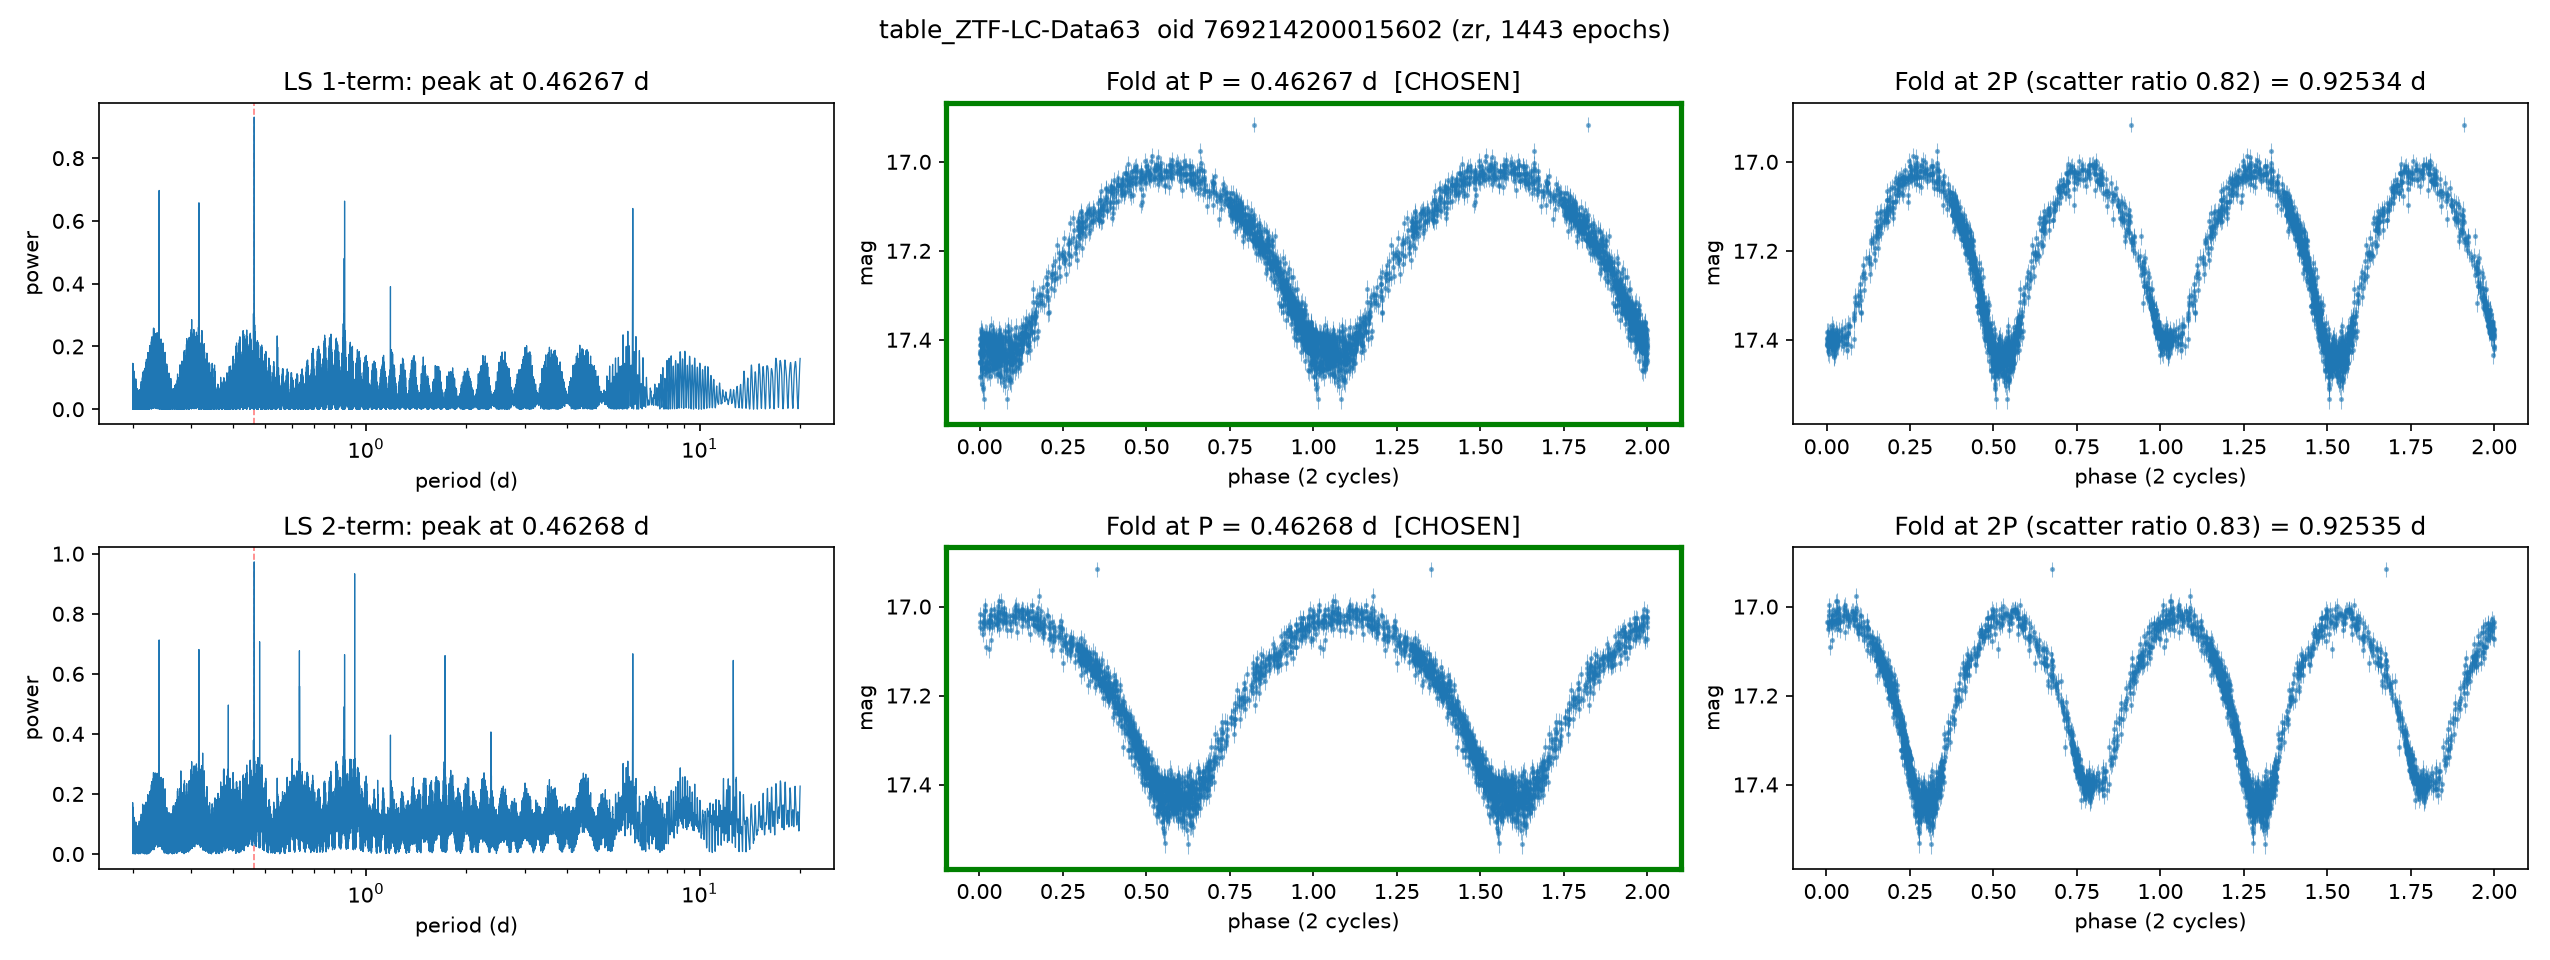 table_ZTF-LC-Data63  oid 769214200015602 (zr, 1443 epochs)
LS 1-term: peak at 0.46267 d
power
0.8
0.6
0.4
0.2
0.0
10⁰
10¹
period (d)
Fold at P = 0.46267 d  [CHOSEN]
mag
17.0
17.2
17.4
0.00 0.25 0.50 0.75 1.00 1.25 1.50 1.75 2.00
phase (2 cycles)
Fold at 2P (scatter ratio 0.82) = 0.92534 d
mag
17.0
17.2
17.4
0.00 0.25 0.50 0.75 1.00 1.25 1.50 1.75 2.00
phase (2 cycles)
LS 2-term: peak at 0.46268 d
power
1.0
0.8
0.6
0.4
0.2
0.0
10⁰
10¹
period (d)
Fold at P = 0.46268 d  [CHOSEN]
mag
17.0
17.2
17.4
0.00 0.25 0.50 0.75 1.00 1.25 1.50 1.75 2.00
phase (2 cycles)
Fold at 2P (scatter ratio 0.83) = 0.92535 d
mag
17.0
17.2
17.4
0.00 0.25 0.50 0.75 1.00 1.25 1.50 1.75 2.00
phase (2 cycles)